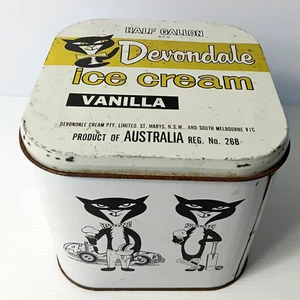 HALF GALLON
Devondale
ice cream
VANILLA
DEVONDALE CREAM PTY. LIMITED. ST. MARYS, N.S.W. AND SOUTH MELBOURNE VIC
PRODUCT OF AUSTRALIA REG. No. 268